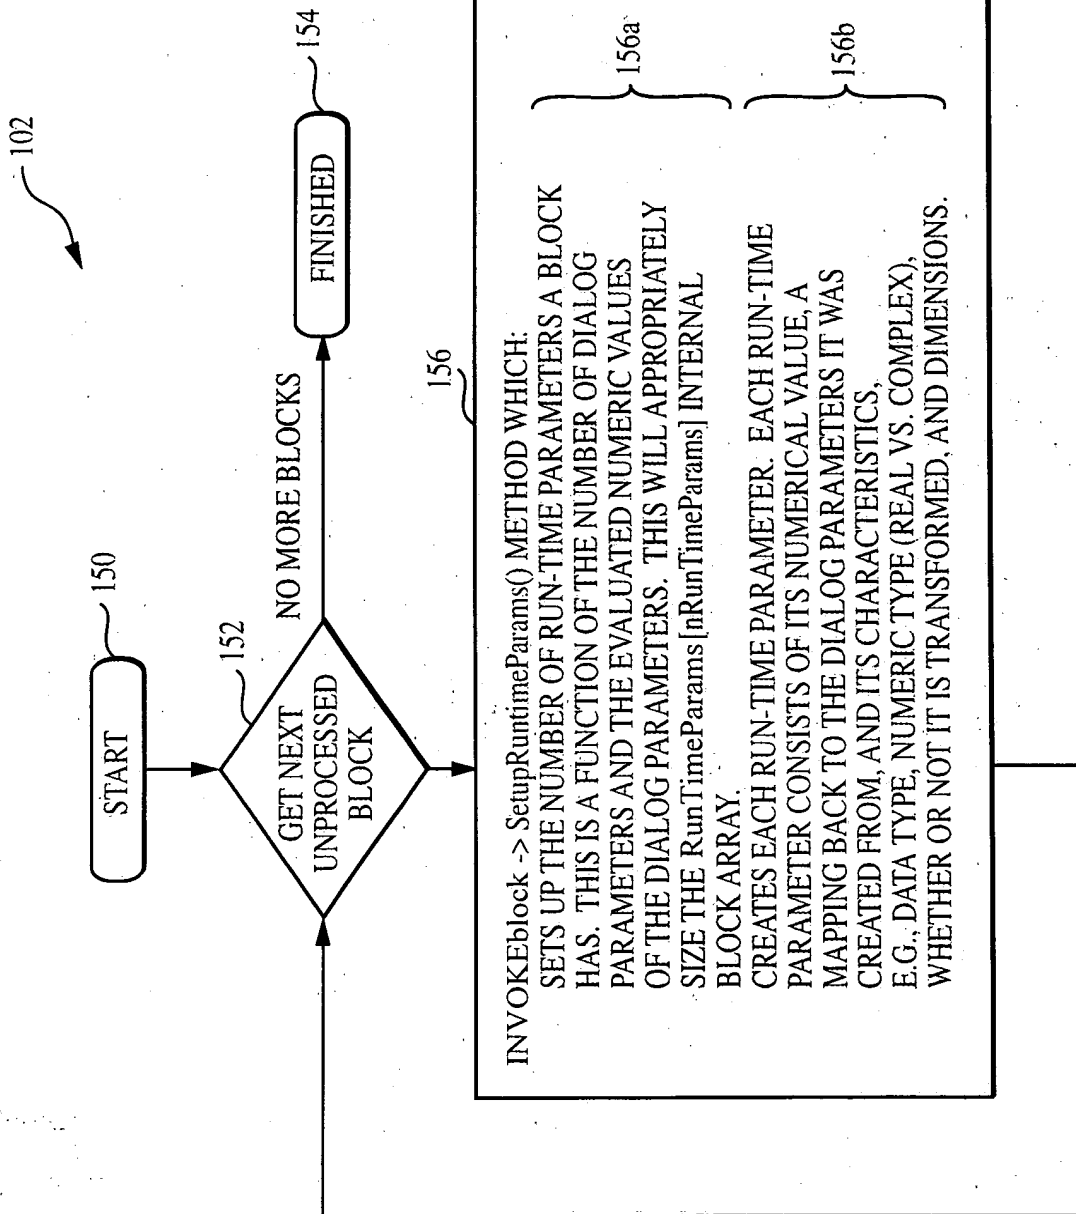 102
START
150
GET NEXT
UNPROCESSED
BLOCK
152
NO MORE BLOCKS
FINISHED
154
156
INVOKEblock -> SetupRuntimeParams() METHOD WHICH:
SETS UP THE NUMBER OF RUN-TIME PARAMETERS A BLOCK
HAS. THIS IS A FUNCTION OF THE NUMBER OF DIALOG
PARAMETERS AND THE EVALUATED NUMERIC VALUES
OF THE DIALOG PARAMETERS. THIS WILL APPROPRIATELY
SIZE THE RunTimeParams[nRunTimeParams] INTERNAL
BLOCK ARRAY.
156a
CREATES EACH RUN-TIME PARAMETER. EACH RUN-TIME
PARAMETER CONSISTS OF ITS NUMERICAL VALUE, A
MAPPING BACK TO THE DIALOG PARAMETERS IT WAS
CREATED FROM, AND ITS CHARACTERISTICS,
E.G., DATA TYPE, NUMERIC TYPE (REAL VS. COMPLEX),
WHETHER OR NOT IT IS TRANSFORMED, AND DIMENSIONS.
156b